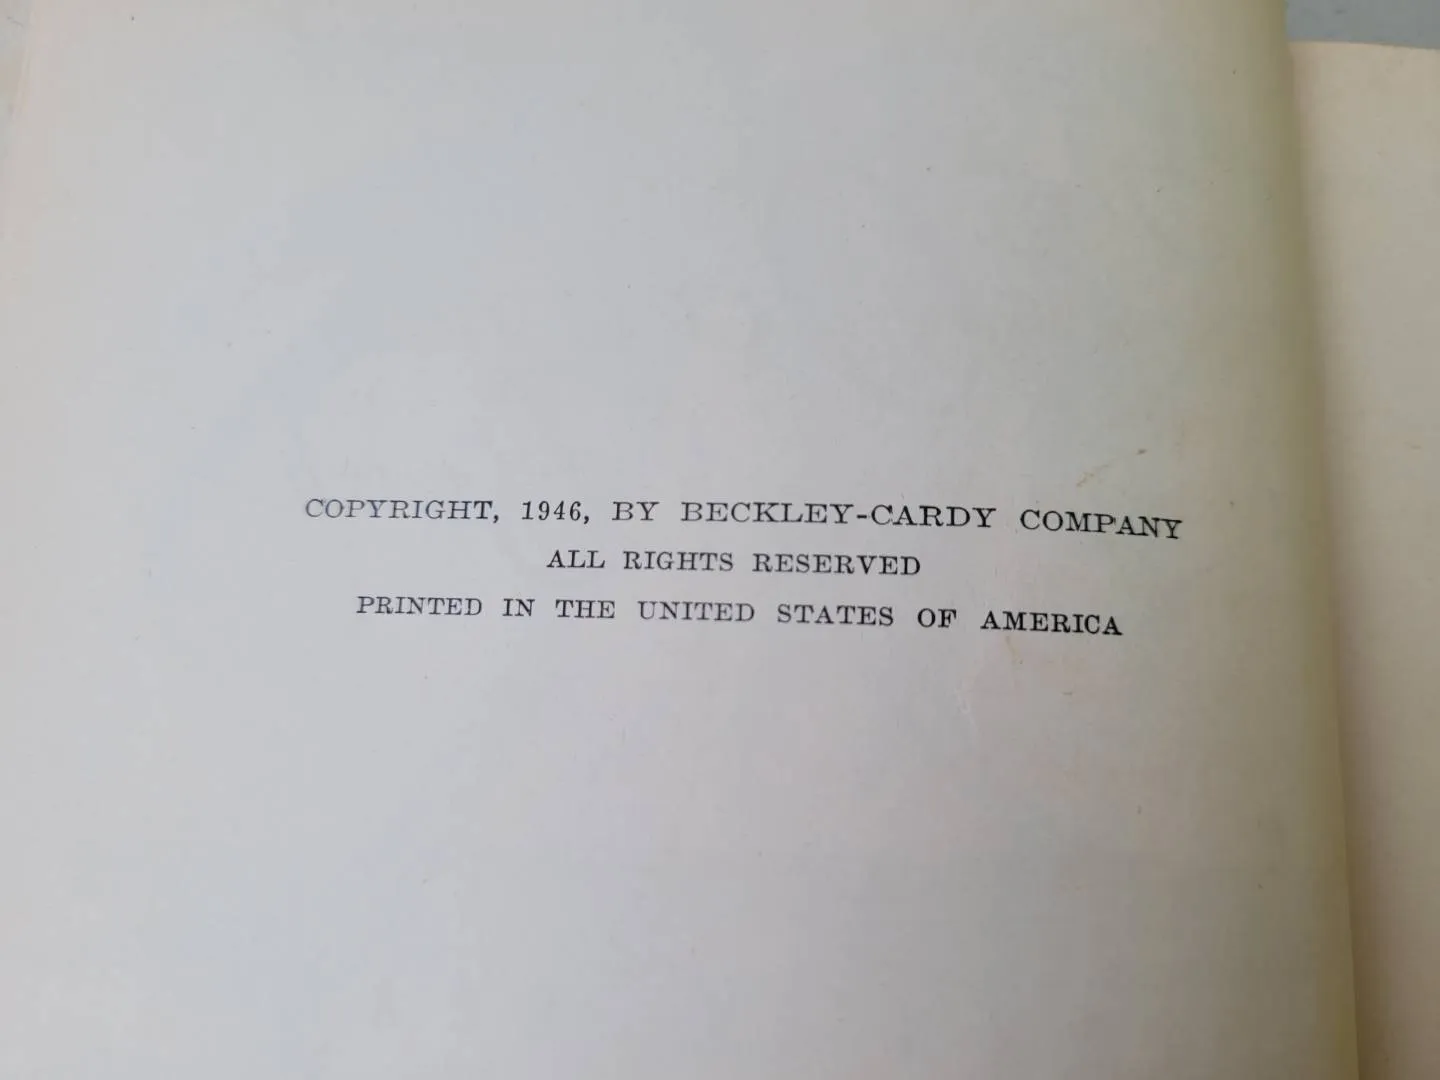 COPYRIGHT, 1946, BY BECKLEY-CARDY COMPANY
ALL RIGHTS RESERVED
PRINTED IN THE UNITED STATES OF AMERICA